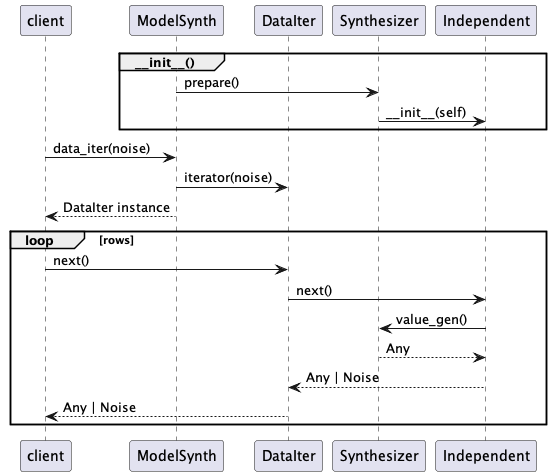 client ModelSynth DataIter Synthesizer Independent
__init__()
prepare()
__init__(self)
data_iter(noise)
iterator(noise)
DataIter instance
loop [rows]
next()
next()
value_gen()
Any
Any | Noise
Any | Noise
client ModelSynth DataIter Synthesizer Independent